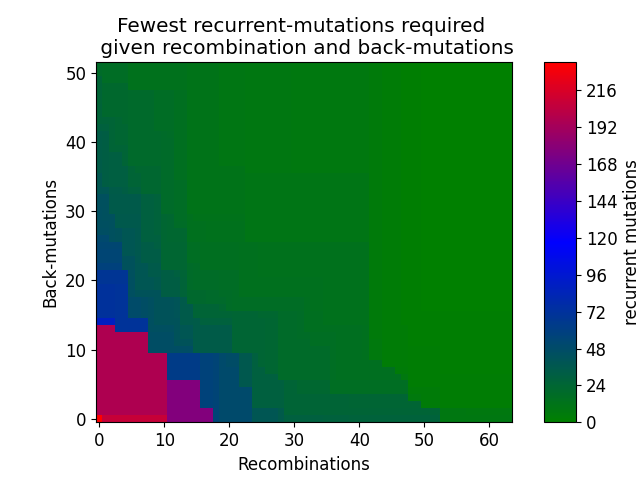 Fewest recurrent-mutations required
given recombination and back-mutations
50
40
30
20
10
0
Back-mutations
0 10 20 30 40 50 60
Recombinations
216
192
168
144
120
96
72
48
24
0
recurrent mutations